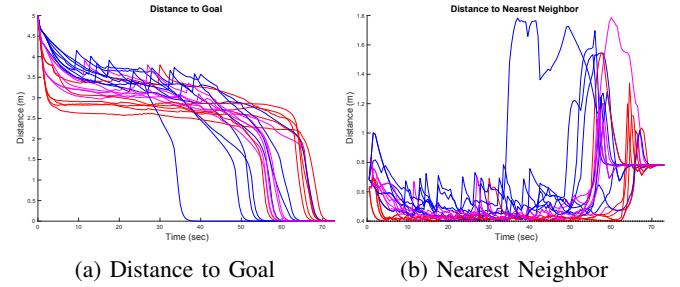 Distance to Goal
5
4.5
4
3.5
3
2.5
2
1.5
1
0.5
0
Distance (m)
0 10 20 30 40 50 60 70
Time (sec)
(a) Distance to Goal
Distance to Nearest Neighbor
1.8
1.6
1.4
1.2
1
0.8
0.6
0.4
Distance (m)
0 10 20 30 40 50 60 70
Time (sec)
(b) Nearest Neighbor